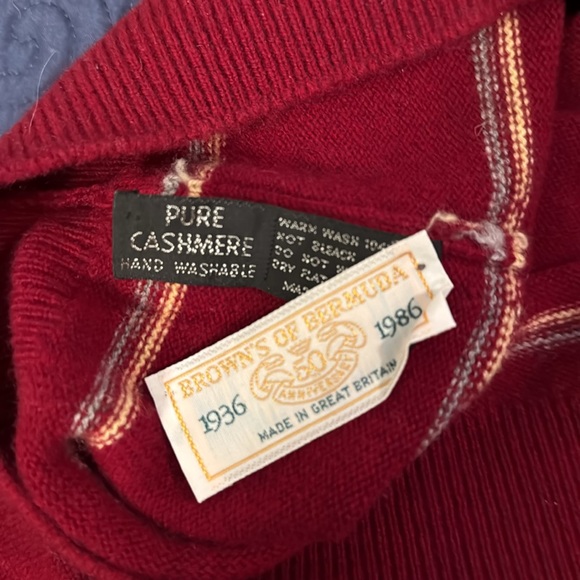 PURE
CASHMERE
HAND WASHABLE
WARM WASH
NOT BLEACH
DO NOT
DRY FLAT
BROWN'S OF BERMUDA
1936
50
ANNIVERSARY
1986
MADE IN GREAT BRITAIN